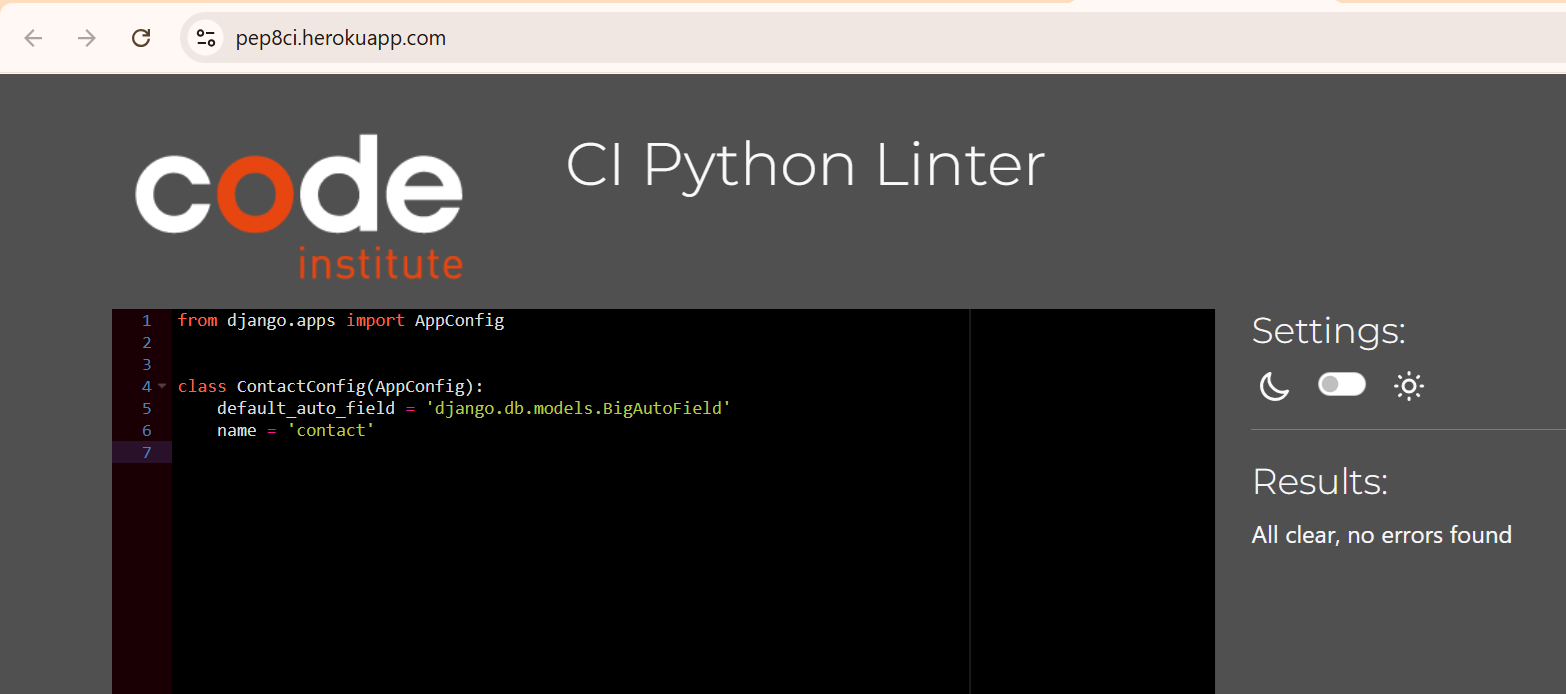 pep8ci.herokuapp.com
code
institute
CI Python Linter
1 from django.apps import AppConfig
2
3
4 class ContactConfig(AppConfig):
5     default_auto_field = 'django.db.models.BigAutoField'
6     name = 'contact'
7
Settings:
Results:
All clear, no errors found